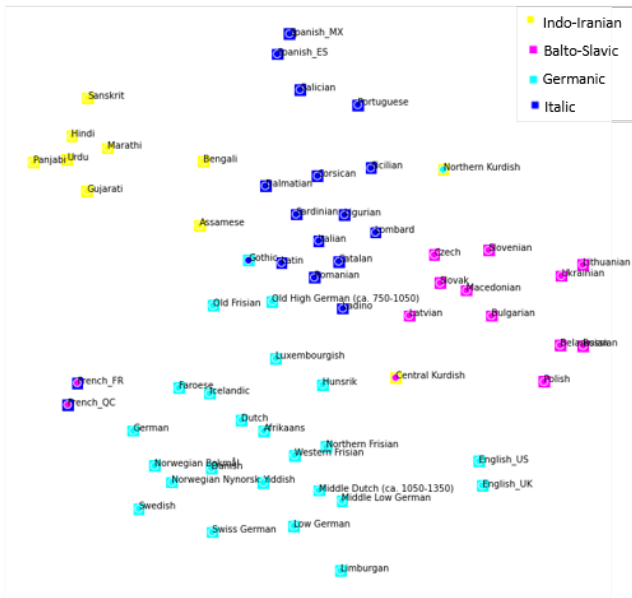 Indo-Iranian
Balto-Slavic
Germanic
Italic
Spanish_MX
Spanish_ES
Galician
Portuguese
Sanskrit
Hindi
Marathi
Urdu
Panjabi
Bengali
Gujarati
Corsican
Sicilian
Northern Kurdish
Dalmatian
Sardinian
Ligurian
Assamese
Lombard
Italian
Czech
Slovenian
Gothic
Latin
Catalan
Lithuanian
Romanian
Ukrainian
Slovak
Macedonian
Old Frisian
Old High German (ca. 750-1050)
Ladino
Latvian
Bulgarian
Belarusian
Russian
Luxembourgish
French_FR
Faroese
Icelandic
Hunsrik
Central Kurdish
Polish
French_QC
Dutch
German
Afrikaans
Northern Frisian
Western Frisian
Norwegian Bokmål
Danish
English_US
Norwegian Nynorsk
Yiddish
Middle Dutch (ca. 1050-1350)
English_UK
Middle Low German
Swedish
Swiss German
Low German
Limburgan